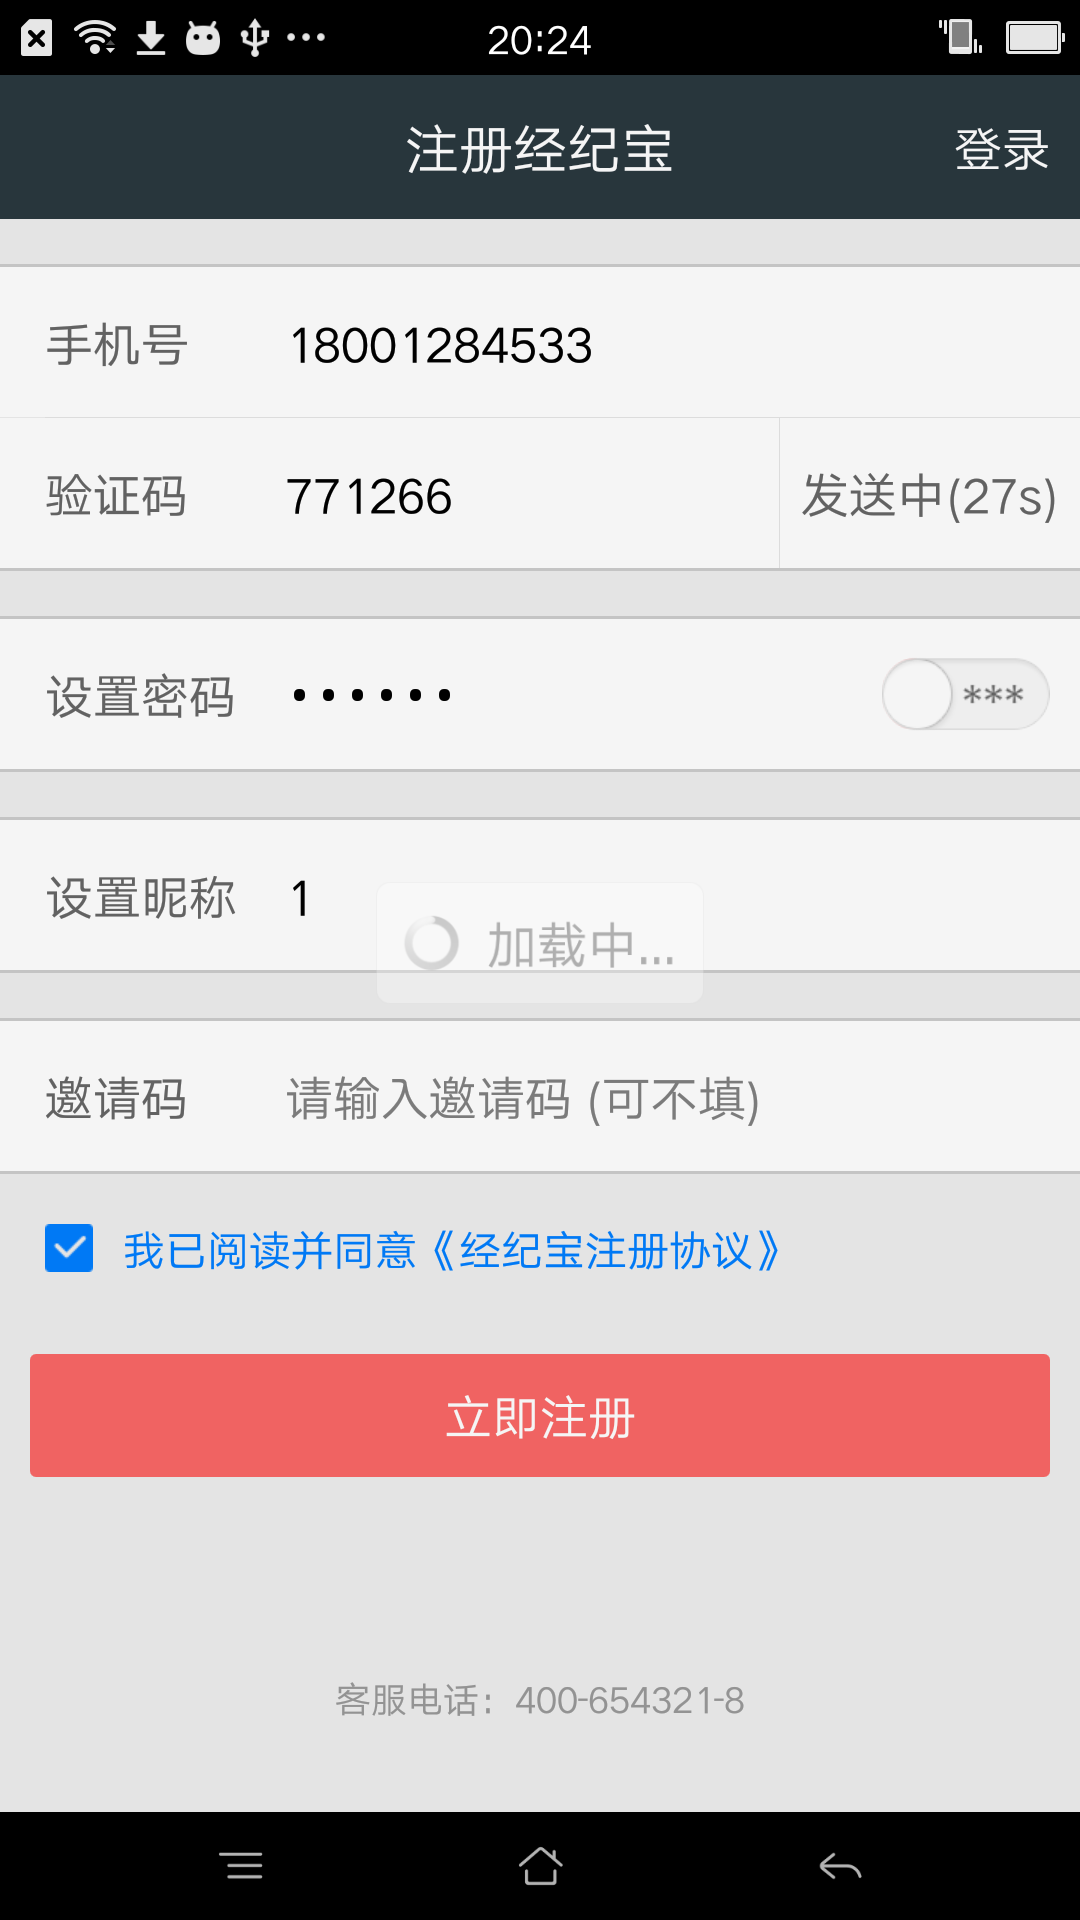 20:24
注册经纪宝
登录
手机号 18001284533
验证码 771266 发送中(27s)
设置密码 •••••• ***
设置昵称 1
加载中...
邀请码 请输入邀请码 (可不填)
我已阅读并同意《经纪宝注册协议》
立即注册
客服电话：400-654321-8